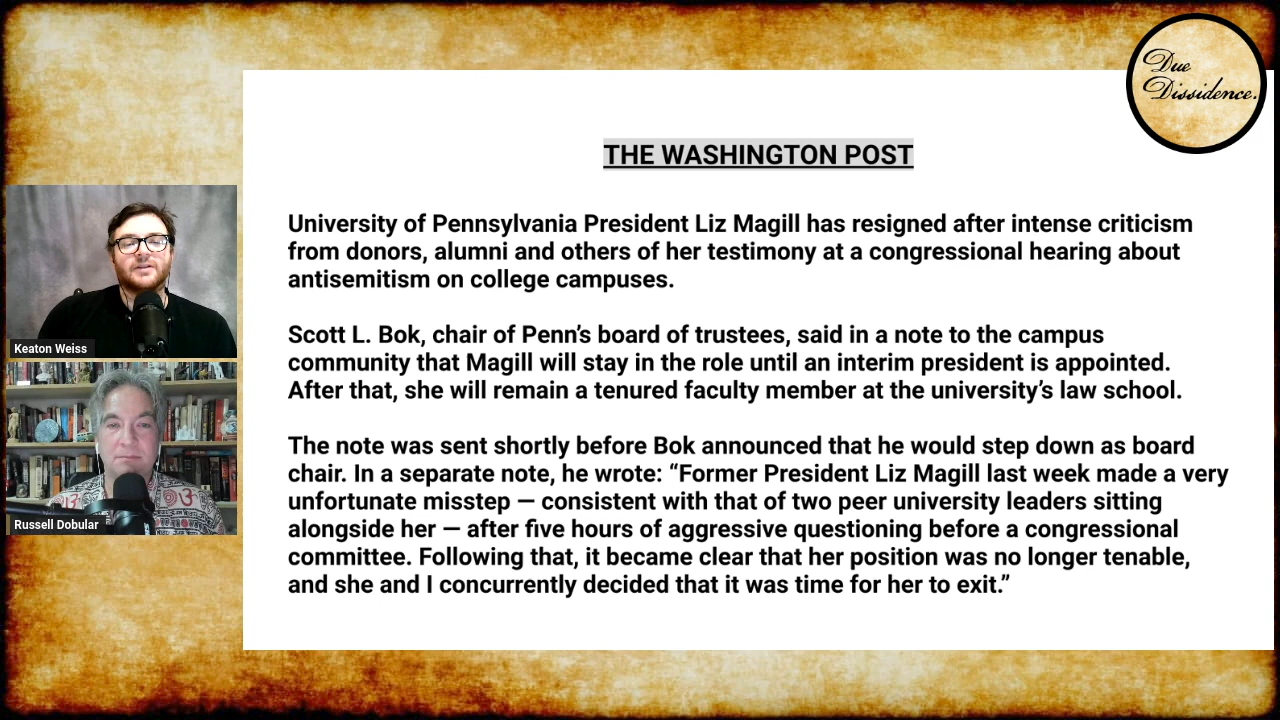 Due
Dissidence.
THE WASHINGTON POST
University of Pennsylvania President Liz Magill has resigned after intense criticism
from donors, alumni and others of her testimony at a congressional hearing about
antisemitism on college campuses.
Scott L. Bok, chair of Penn’s board of trustees, said in a note to the campus
community that Magill will stay in the role until an interim president is appointed.
After that, she will remain a tenured faculty member at the university’s law school.
The note was sent shortly before Bok announced that he would step down as board
chair. In a separate note, he wrote: “Former President Liz Magill last week made a very
unfortunate misstep — consistent with that of two peer university leaders sitting
alongside her — after five hours of aggressive questioning before a congressional
committee. Following that, it became clear that her position was no longer tenable,
and she and I concurrently decided that it was time for her to exit.”
Keaton Weiss
Russell Dobular